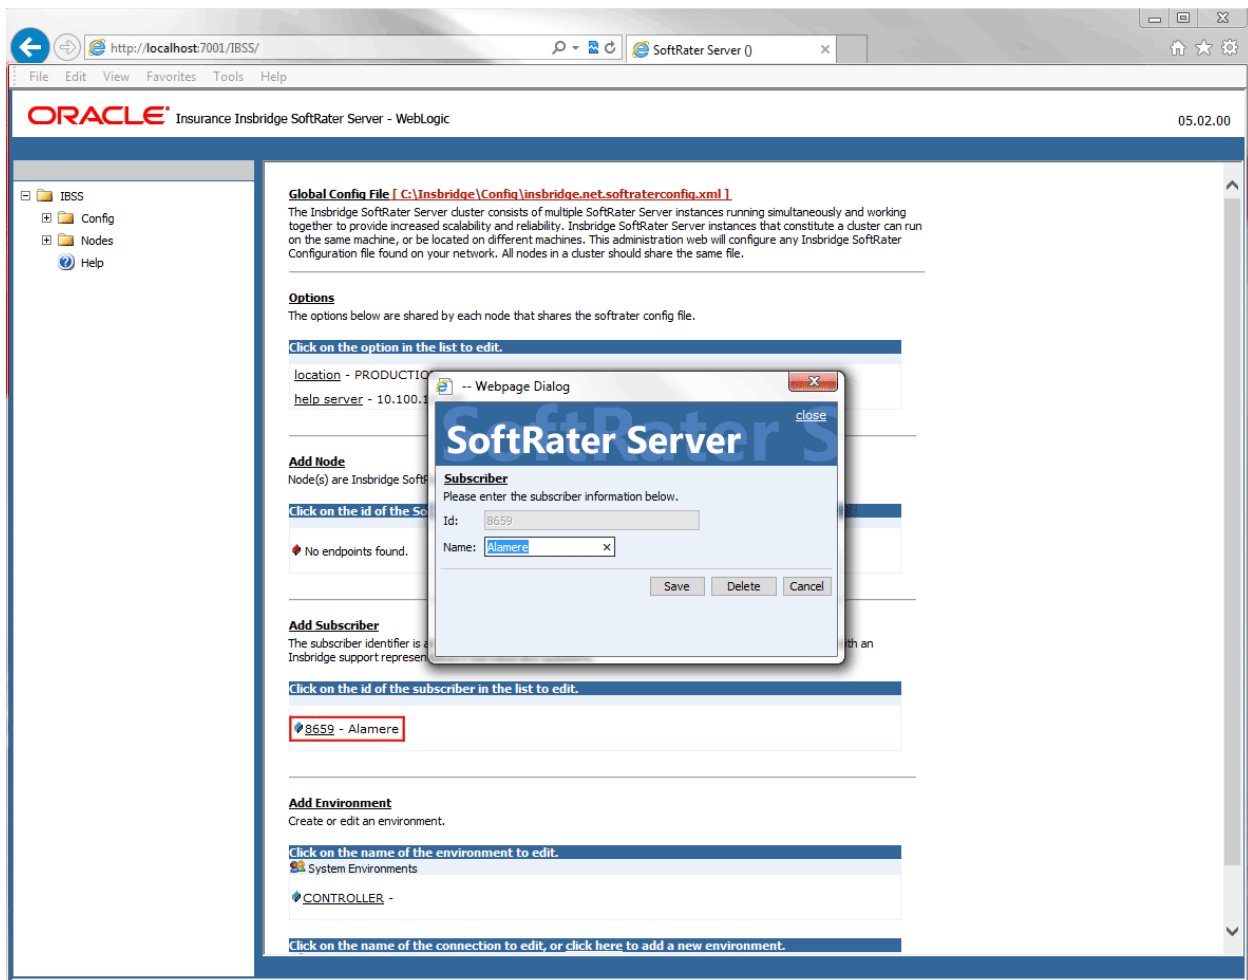 http://localhost:7001/IBSS/
SoftRater Server ()
File Edit View Favorites Tools Help
ORACLE Insurance Insbridge SoftRater Server - WebLogic
05.02.00
IBSS
Config
Nodes
Help
Global Config File [ C:\Insbridge\Config\insbridge.net.softraterconfig.xml ]
The Insbridge SoftRater Server cluster consists of multiple SoftRater Server instances running simultaneously and working
together to provide increased scalability and reliability. Insbridge SoftRater Server instances that constitute a cluster can run
on the same machine, or be located on different machines. This administration web will configure any Insbridge SoftRater
Configuration file found on your network. All nodes in a cluster should share the same file.
Options
The options below are shared by each node that shares the softrater config file.
Click on the option in the list to edit.
location - PRODUCTIO
help server - 10.100.1
Add Node
Node(s) are Insbridge Soft
Click on the id of the So
No endpoints found.
Add Subscriber
The subscriber identifier is a
th an
Insbridge support represen
Click on the id of the subscriber in the list to edit.
8659 - Alamere
Add Environment
Create or edit an environment.
Click on the name of the environment to edit.
System Environments
CONTROLLER -
Click on the name of the connection to edit, or click here to add a new environment.
-- Webpage Dialog
close
SoftRater Server
Subscriber
Please enter the subscriber information below.
Id: 8659
Name: Alamere
Save Delete Cancel